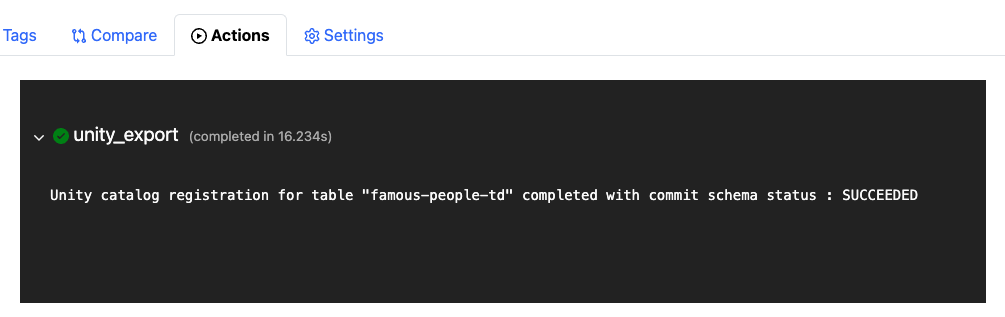 Tags Compare Actions Settings
unity_export (completed in 16.234s)
Unity catalog registration for table "famous-people-td" completed with commit schema status : SUCCEEDED